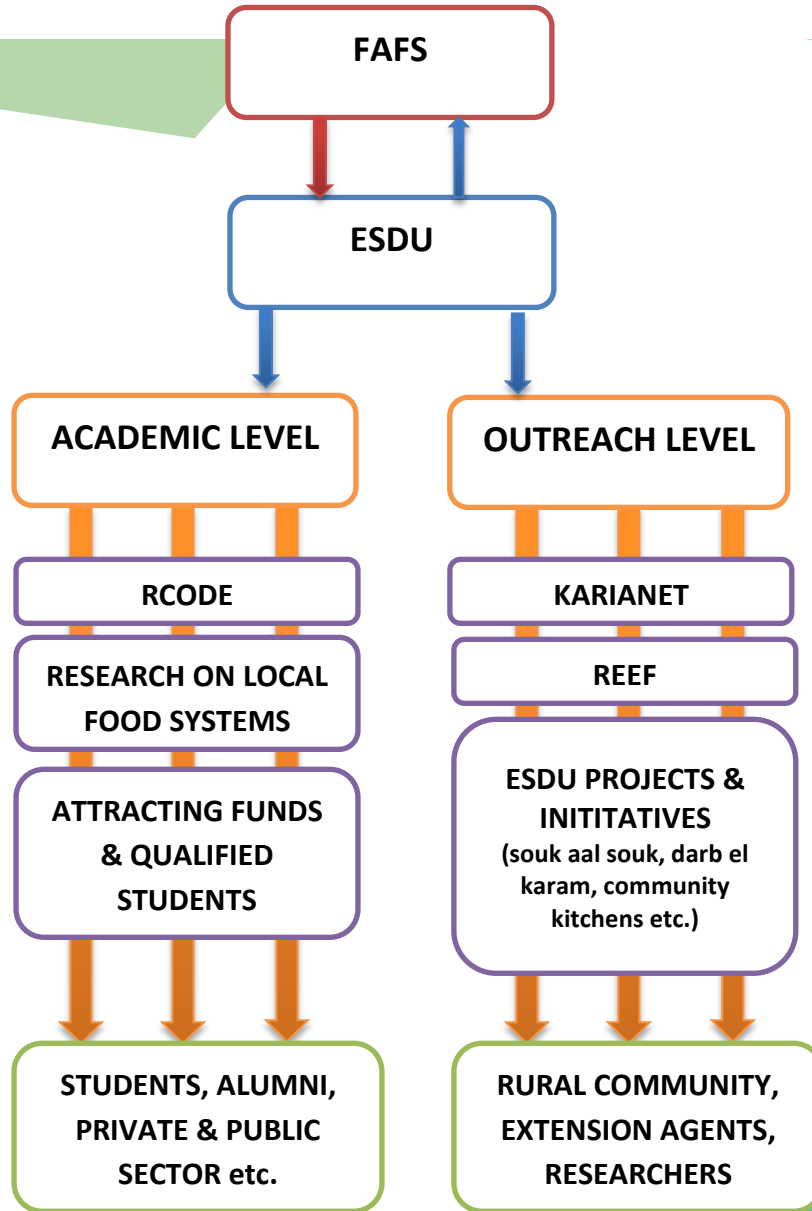 FAFS
ESDU
ACADEMIC LEVEL
RCODE
RESEARCH ON LOCAL
FOOD SYSTEMS
ATTRACTING FUNDS
& QUALIFIED
STUDENTS
STUDENTS, ALUMNI,
PRIVATE & PUBLIC
SECTOR etc.
OUTREACH LEVEL
KARIANET
REEF
ESDU PROJECTS &
INITITATIVES
(souk aal souk, darb el
karam, community
kitchens etc.)
RURAL COMMUNITY,
EXTENSION AGENTS,
RESEARCHERS